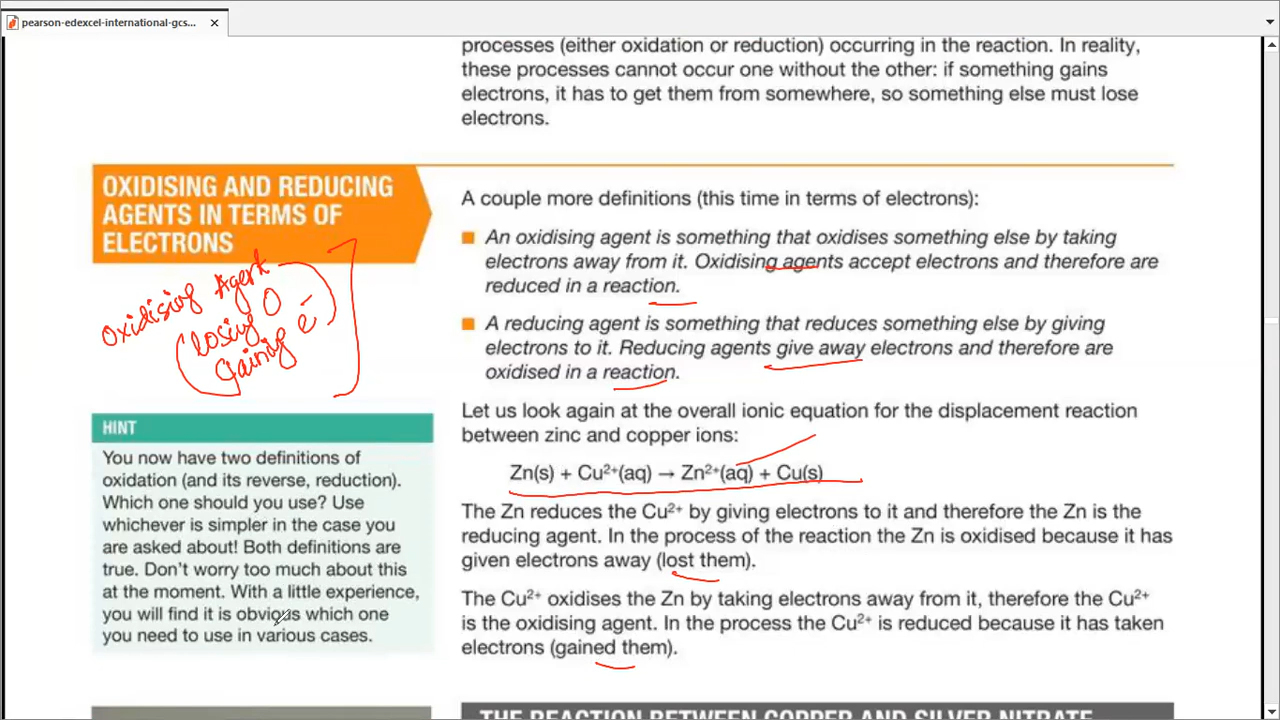 pearson-edexcel-international-gcs...
processes (either oxidation or reduction) occurring in the reaction. In reality,
these processes cannot occur one without the other: if something gains
electrons, it has to get them from somewhere, so something else must lose
electrons.
OXIDISING AND REDUCING
AGENTS IN TERMS OF
ELECTRONS
A couple more definitions (this time in terms of electrons):
An oxidising agent is something that oxidises something else by taking
electrons away from it. Oxidising agents accept electrons and therefore are
reduced in a reaction.
A reducing agent is something that reduces something else by giving
electrons to it. Reducing agents give away electrons and therefore are
oxidised in a reaction.
Oxidising Agent
losing O
gaining e⁻
Let us look again at the overall ionic equation for the displacement reaction
between zinc and copper ions:
Zn(s) + Cu²⁺(aq) → Zn²⁺(aq) + Cu(s)
The Zn reduces the Cu²⁺ by giving electrons to it and therefore the Zn is the
reducing agent. In the process of the reaction the Zn is oxidised because it has
given electrons away (lost them).
The Cu²⁺ oxidises the Zn by taking electrons away from it, therefore the Cu²⁺
is the oxidising agent. In the process the Cu²⁺ is reduced because it has taken
electrons (gained them).
HINT
You now have two definitions of
oxidation (and its reverse, reduction).
Which one should you use? Use
whichever is simpler in the case you
are asked about! Both definitions are
true. Don't worry too much about this
at the moment. With a little experience,
you will find it is obvious which one
you need to use in various cases.
THE REACTION BETWEEN COPPER AND SILVER NITRATE